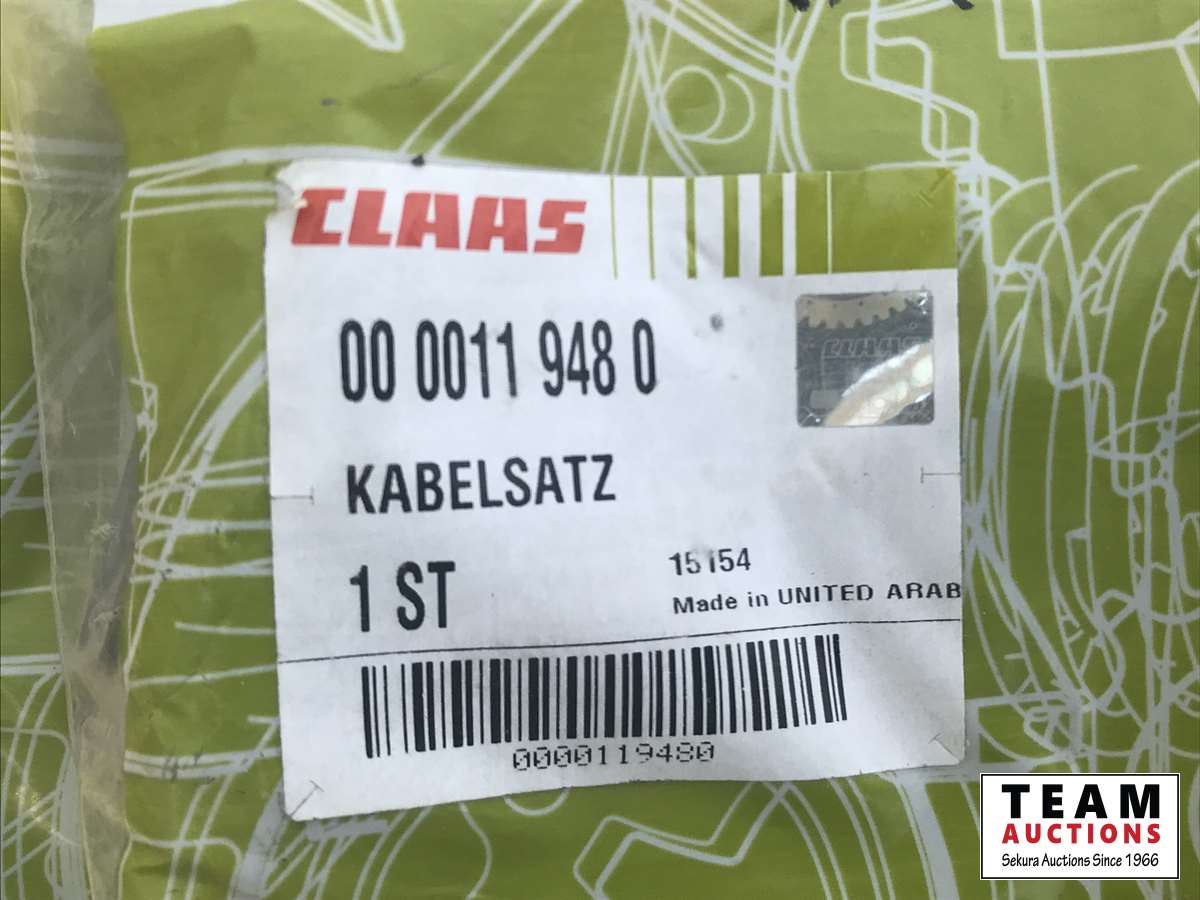 CLAAS
00 0011 948 0
CLAAS
KABELSATZ
1 ST
15154
Made in UNITED ARAB
0000119480
TEAM
AUCTIONS
Sekura Auctions Since 1966